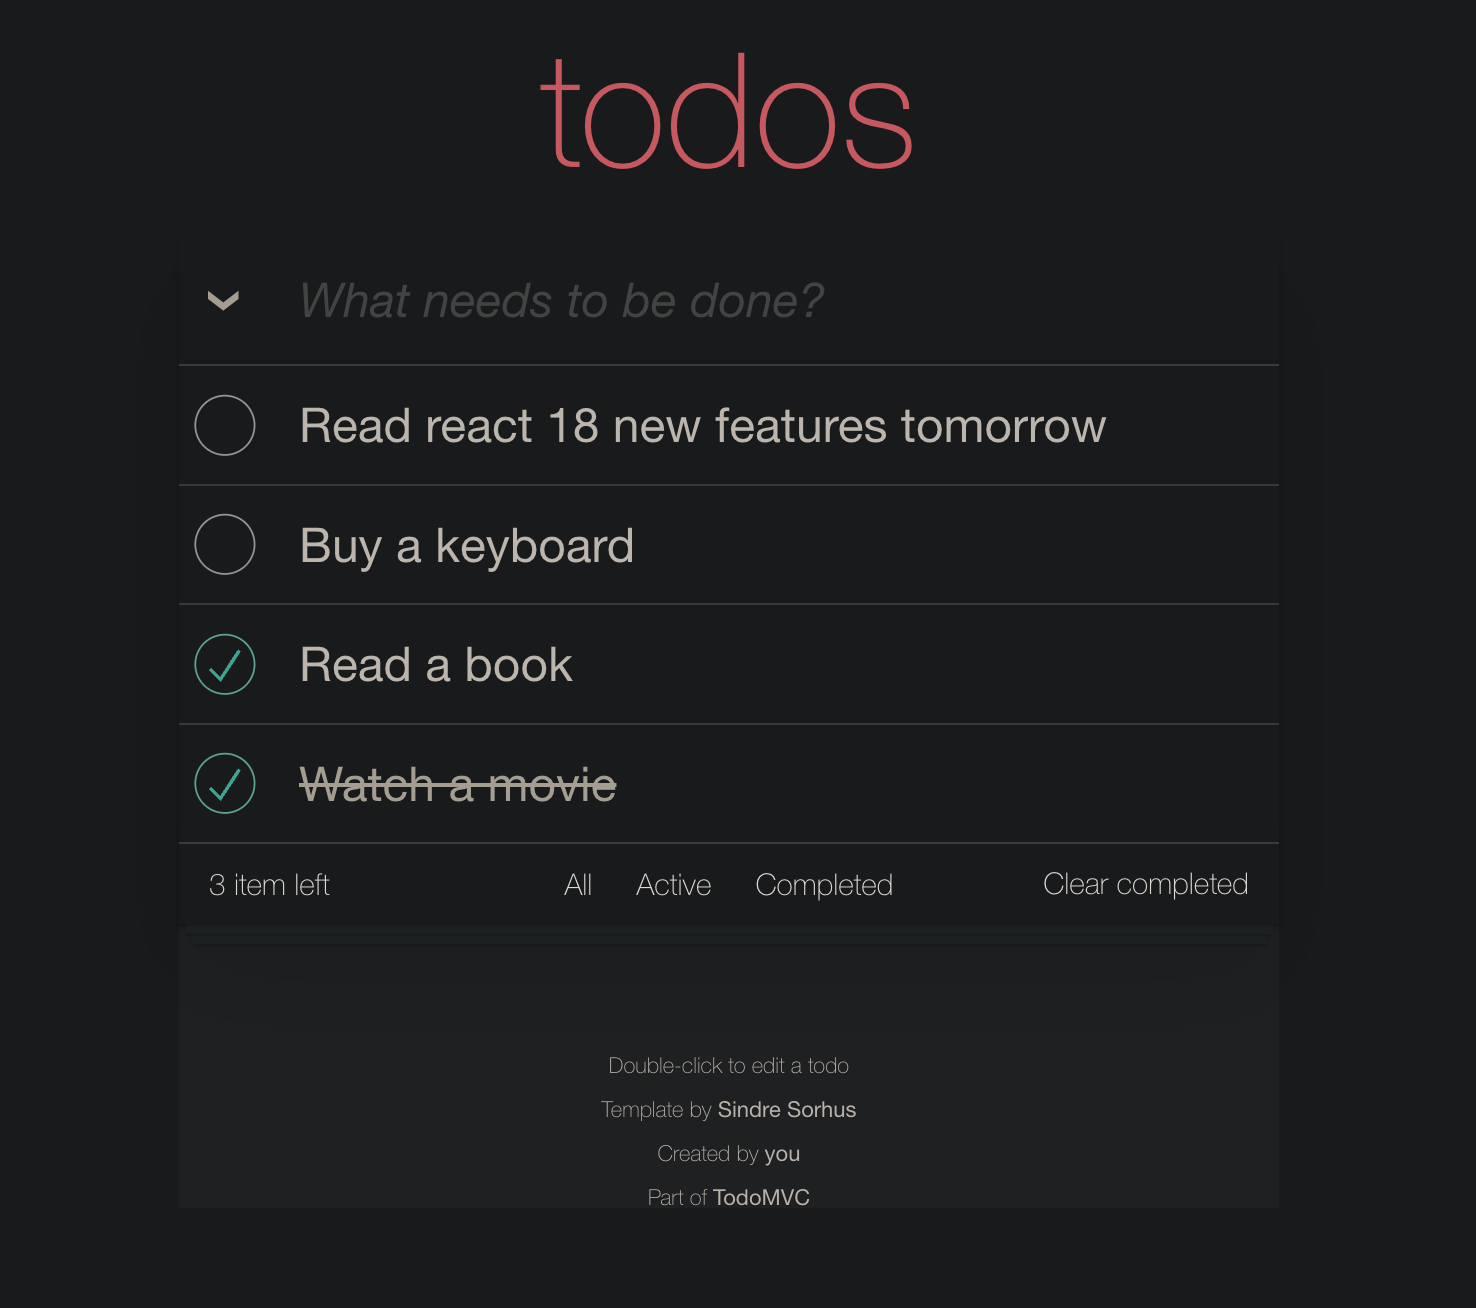 todos
What needs to be done?
Read react 18 new features tomorrow
Buy a keyboard
Read a book
Watch a movie
3 item left All Active Completed Clear completed
Double-click to edit a todo
Template by Sindre Sorhus
Created by you
Part of TodoMVC